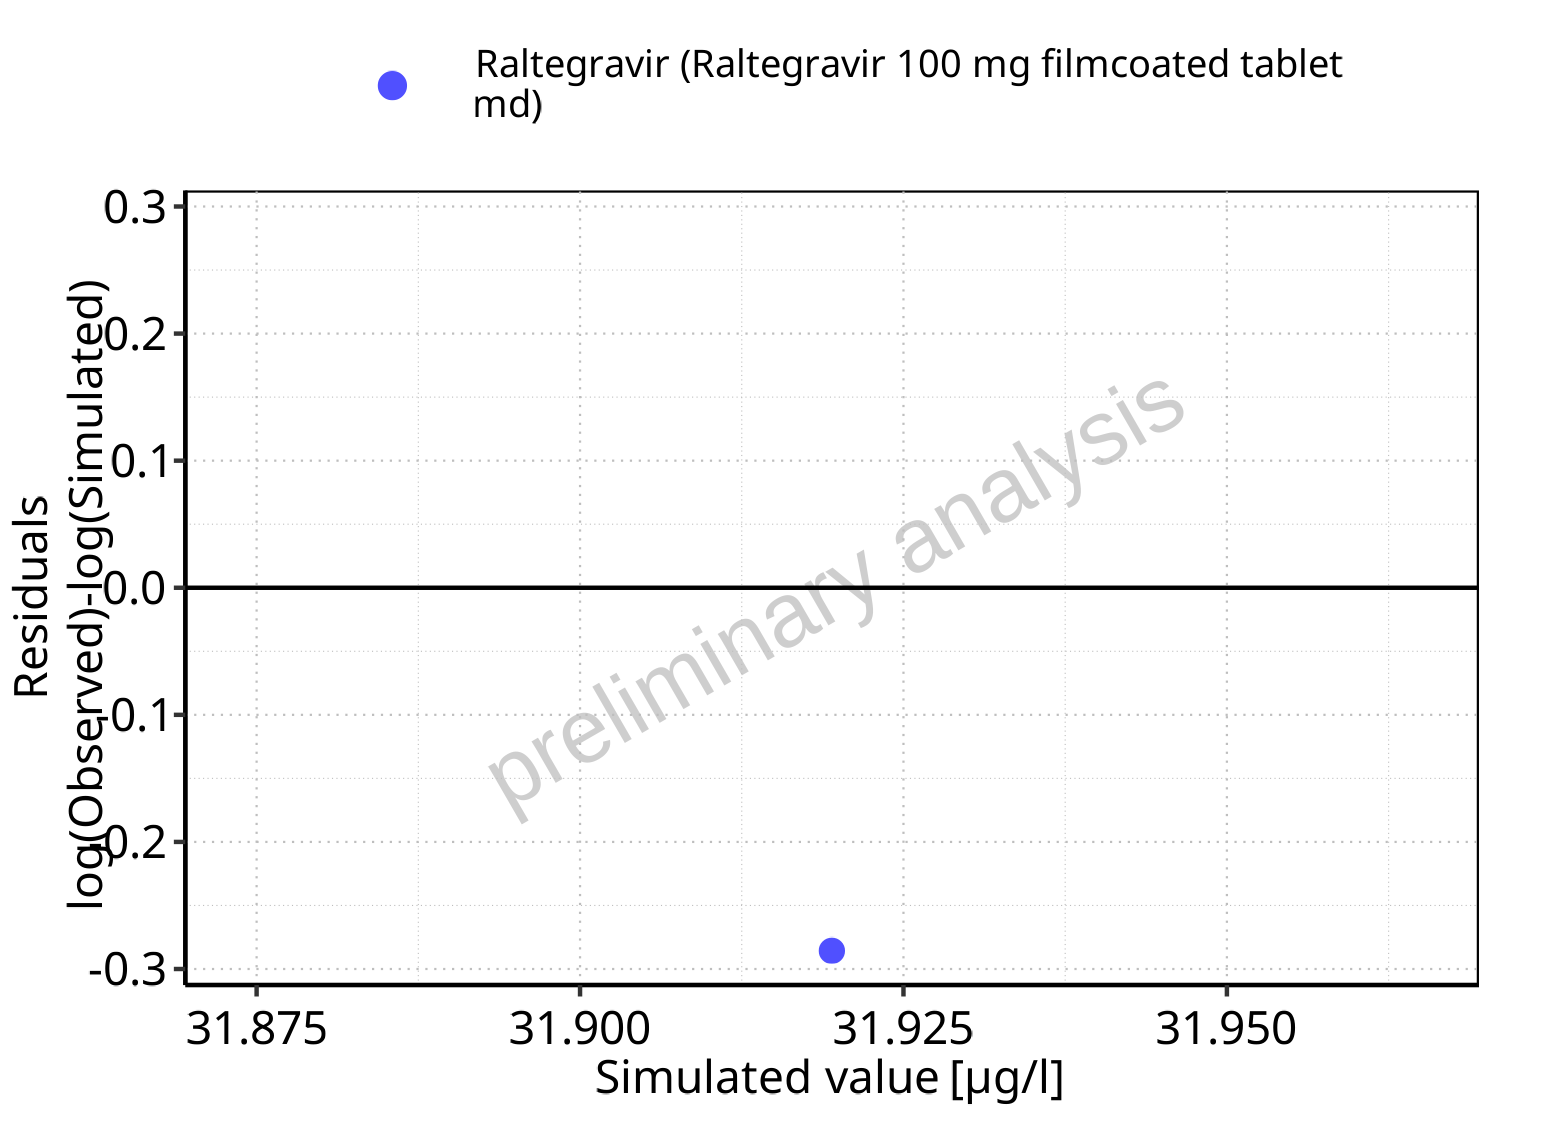 Raltegravir (Raltegravir 100 mg filmcoated tablet
md)
0.3
0.2
0.1
0.0
-0.1
-0.2
-0.3
Residuals
log(Observed)-log(Simulated)
preliminary analysis
31.875 31.900 31.925 31.950
Simulated value [µg/l]